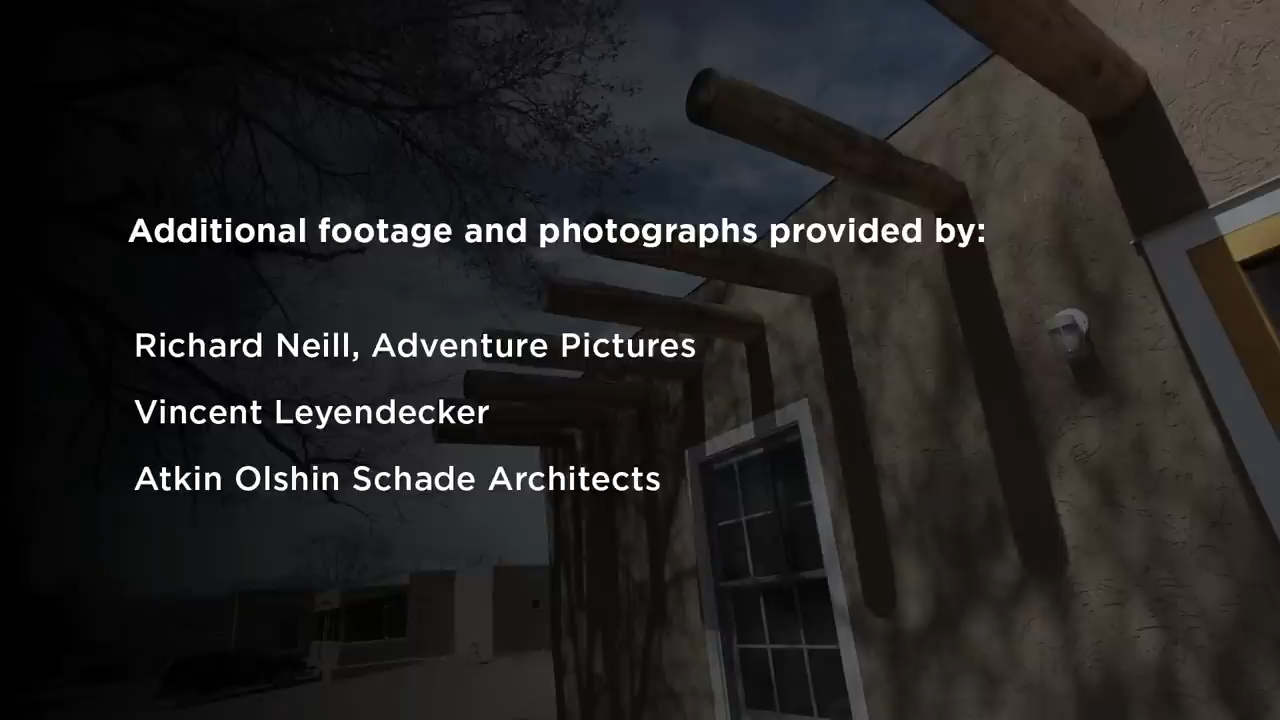 Additional footage and photographs provided by:
Richard Neill, Adventure Pictures
Vincent Leyendecker
Atkin Olshin Schade Architects